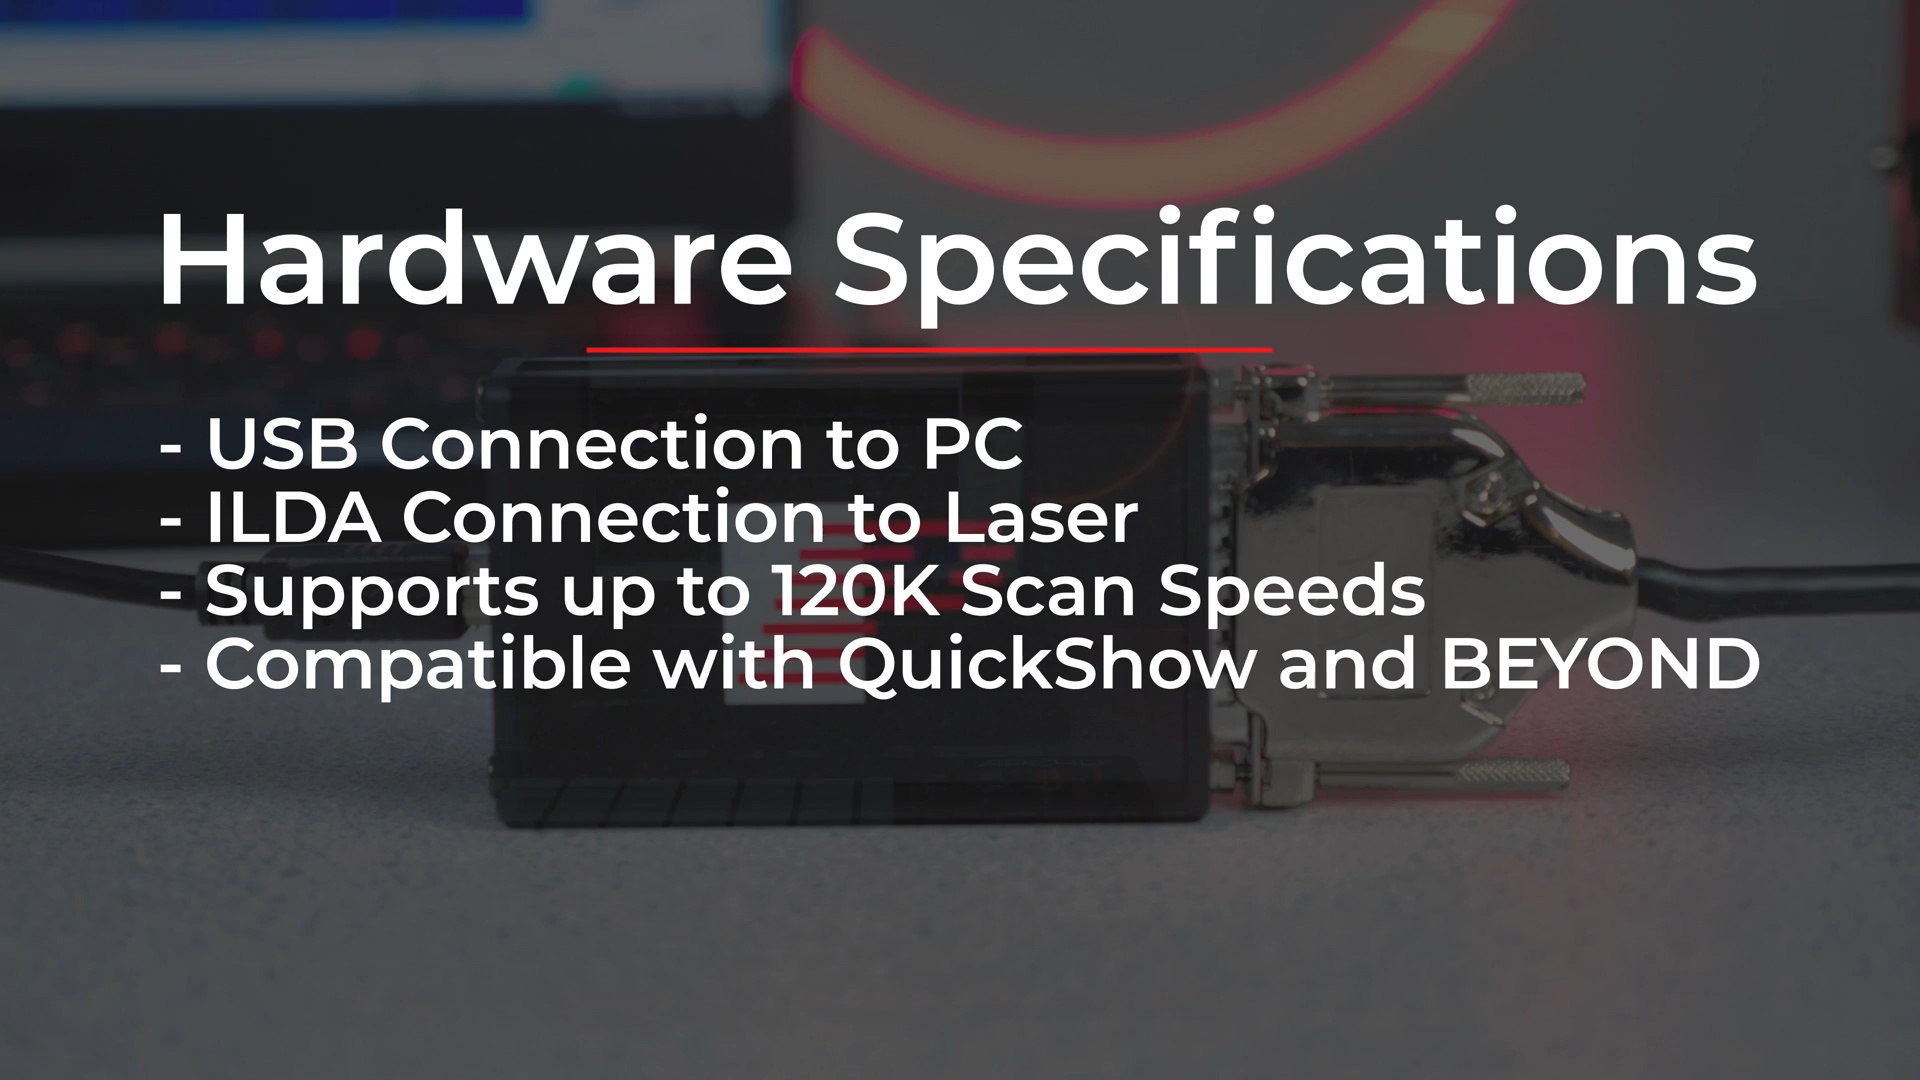 Hardware Specifications
- USB Connection to PC
- ILDA Connection to Laser
- Supports up to 120K Scan Speeds
- Compatible with QuickShow and BEYOND